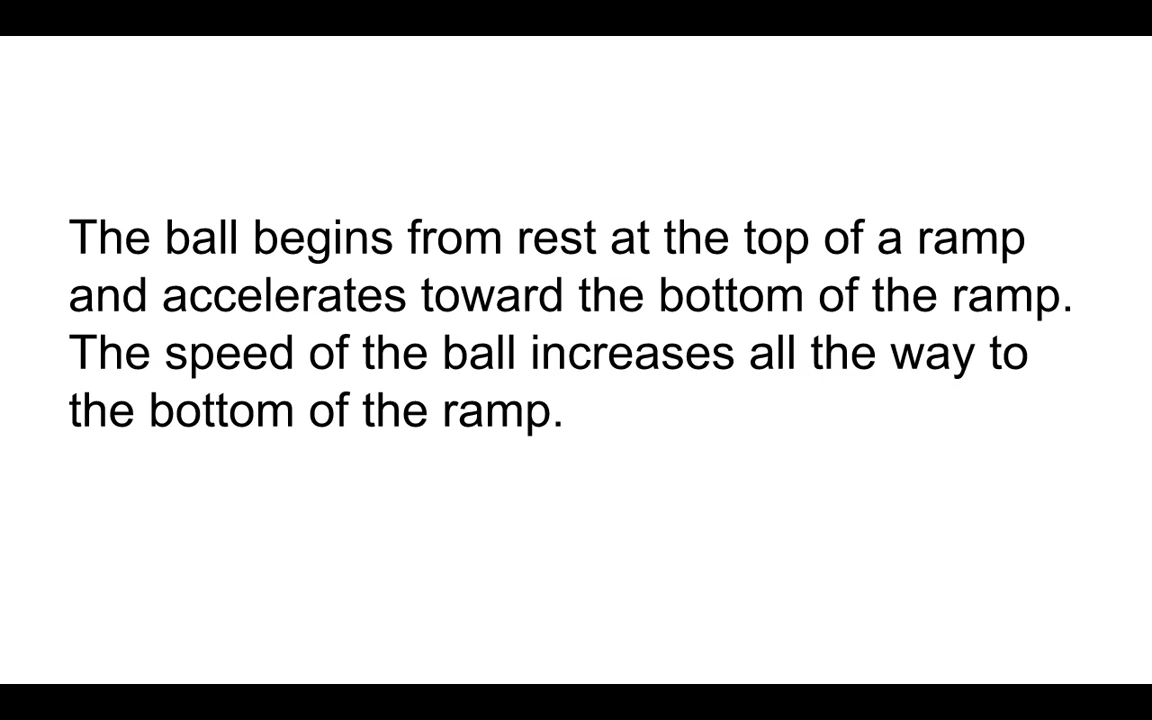 The ball begins from rest at the top of a ramp
and accelerates toward the bottom of the ramp.
The speed of the ball increases all the way to
the bottom of the ramp.